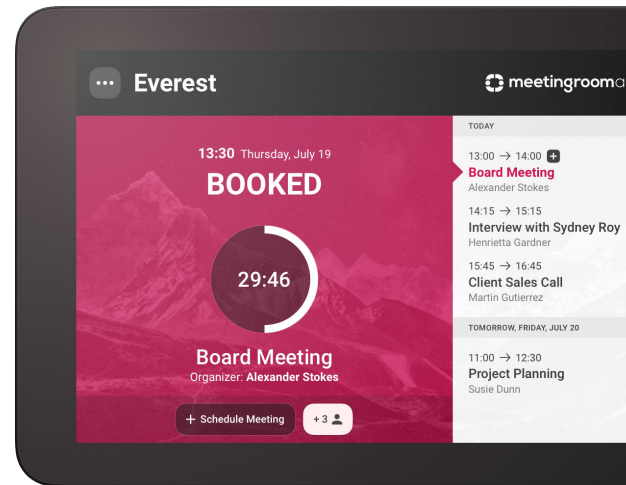 Everest
meetingrooma
13:30 Thursday, July 19
BOOKED
29:46
Board Meeting
Organizer: Alexander Stokes
+ Schedule Meeting
+ 3
TODAY
13:00 → 14:00 +
Board Meeting
Alexander Stokes
14:15 → 15:15
Interview with Sydney Roy
Henrietta Gardner
15:45 → 16:45
Client Sales Call
Martin Gutierrez
TOMORROW, FRIDAY, JULY 20
11:00 → 12:30
Project Planning
Susie Dunn